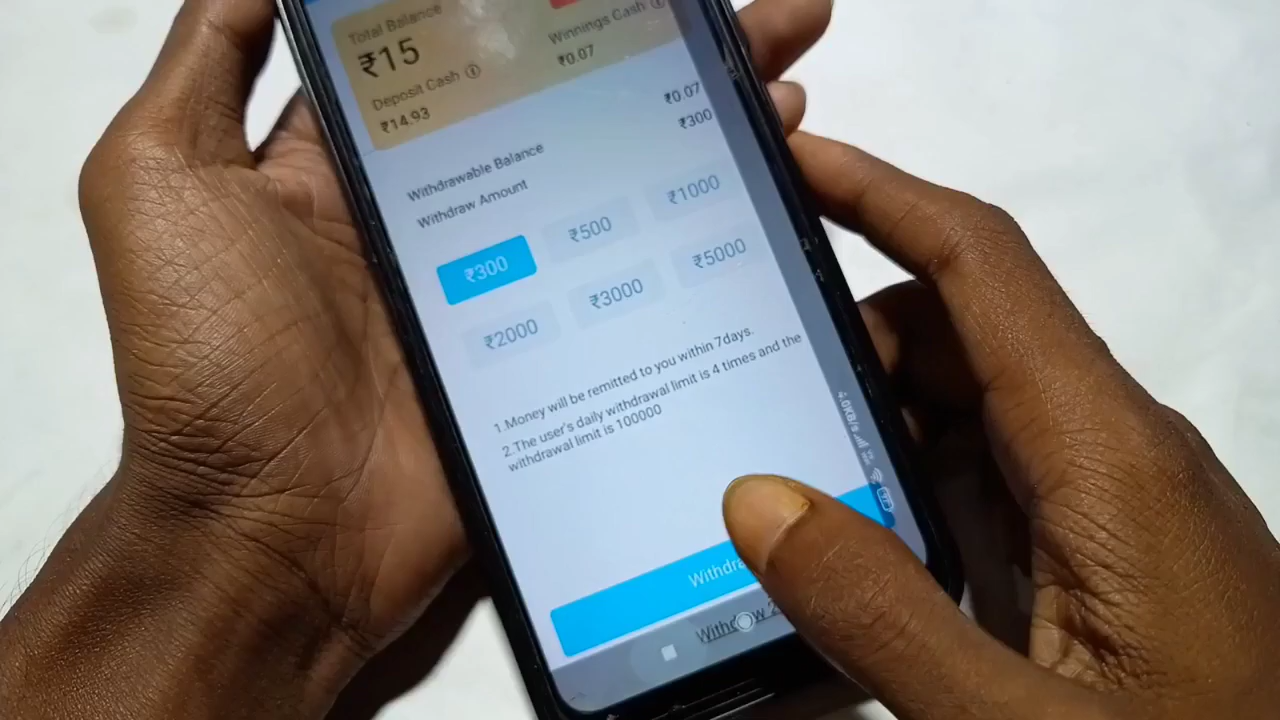 Total Balance
₹15
Deposit Cash
₹14.93
Winnings Cash
₹0.07
Withdrawable Balance
₹0.07
Withdraw Amount
₹300
₹300
₹500
₹1000
₹2000
₹3000
₹5000
1.Money will be remitted to you within 7days.
2.The user's daily withdrawal limit is 4 times and the
withdrawal limit is 100000
4.0KB/s